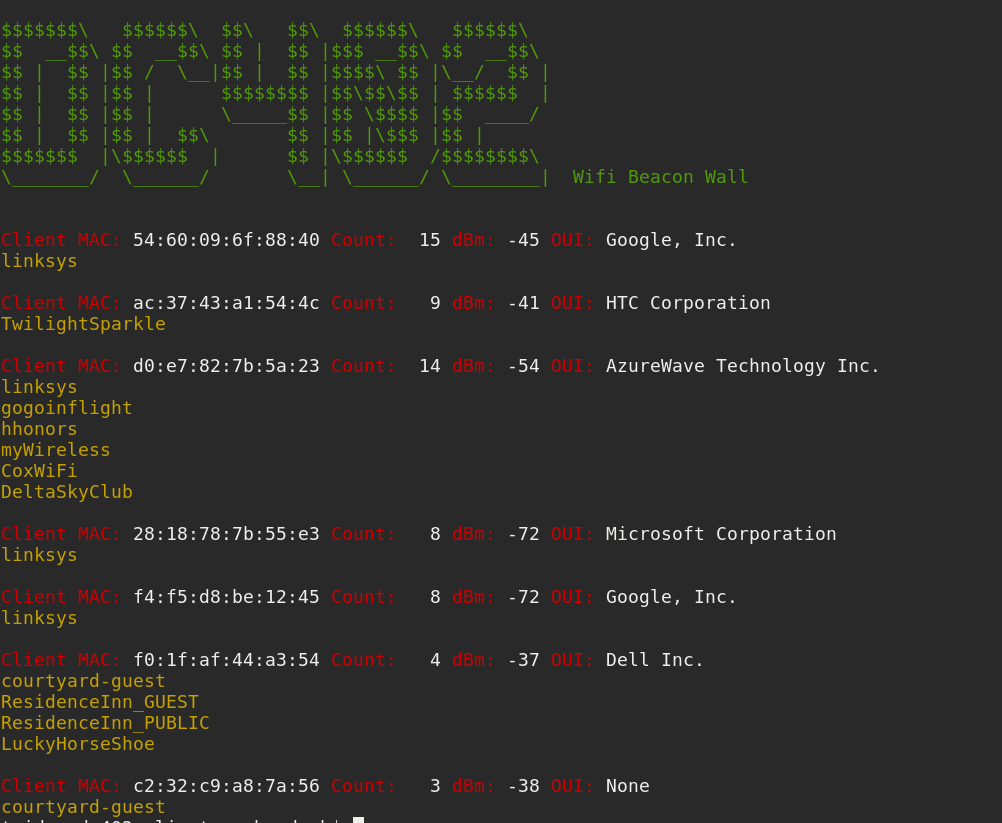 $$$$$$$\   $$$$$$\  $$\   $$\  $$$$$$\   $$$$$$\
$$  __$$\ $$  __$$\ $$ |  $$ |$$$ __$$\ $$  __$$\
$$ |  $$ |$$ /  \__|$$ |  $$ |$$$$\ $$ |\__/  $$ |
$$ |  $$ |$$ |      $$$$$$$$ |$$\$$\$$ | $$$$$$  |
$$ |  $$ |$$ |      \_____$$ |$$ \$$$$ |$$  ____/
$$ |  $$ |$$ |  $$\       $$ |$$ |\$$$ |$$ |
$$$$$$$  |\$$$$$$  |      $$ |\$$$$$$  /$$$$$$$$\
\_______/  \______/       \__| \______/ \________|  Wifi Beacon Wall
Client MAC: 54:60:09:6f:88:40 Count:  15 dBm: -45 OUI: Google, Inc.
linksys
Client MAC: ac:37:43:a1:54:4c Count:   9 dBm: -41 OUI: HTC Corporation
TwilightSparkle
Client MAC: d0:e7:82:7b:5a:23 Count:  14 dBm: -54 OUI: AzureWave Technology Inc.
linksys
gogoinflight
hhonors
myWireless
CoxWiFi
DeltaSkyClub
Client MAC: 28:18:78:7b:55:e3 Count:   8 dBm: -72 OUI: Microsoft Corporation
linksys
Client MAC: f4:f5:d8:be:12:45 Count:   8 dBm: -72 OUI: Google, Inc.
linksys
Client MAC: f0:1f:af:44:a3:54 Count:   4 dBm: -37 OUI: Dell Inc.
courtyard-guest
ResidenceInn_GUEST
ResidenceInn_PUBLIC
LuckyHorseShoe
Client MAC: c2:32:c9:a8:7a:56 Count:   3 dBm: -38 OUI: None
courtyard-guest